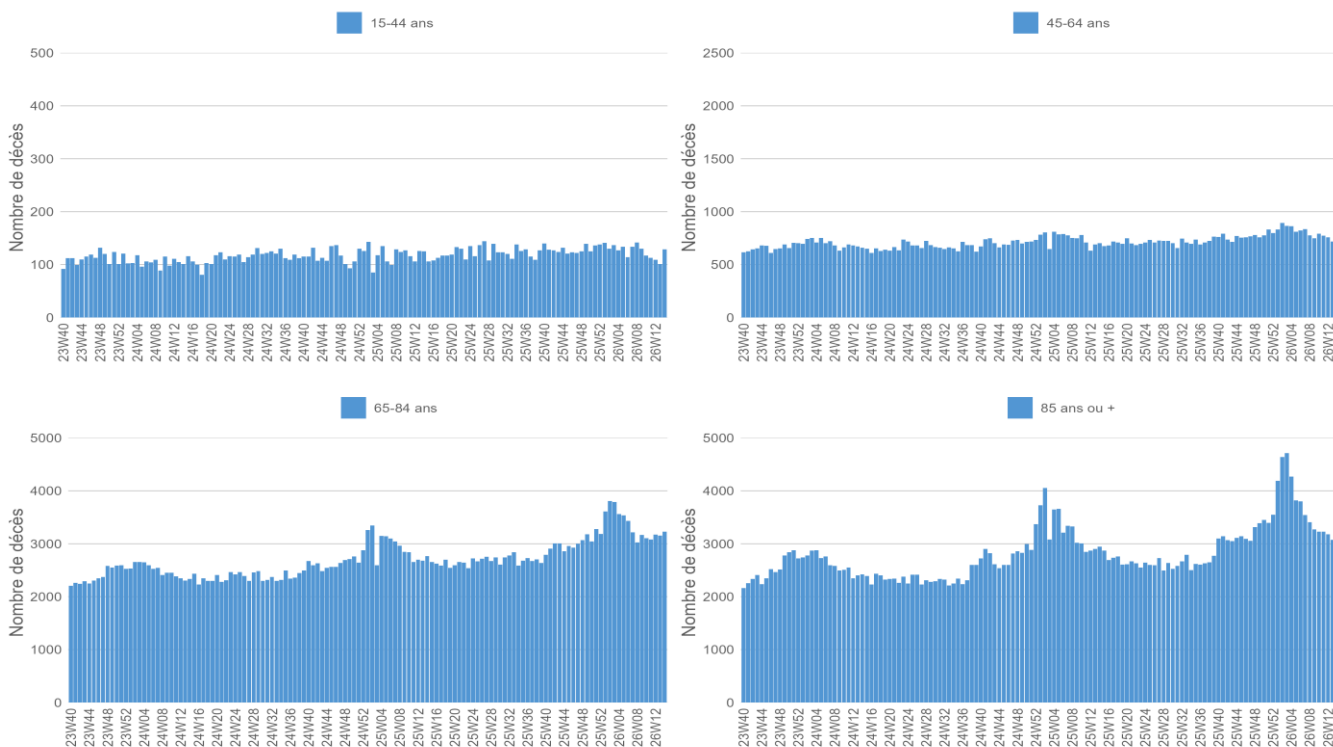 15-44 ans
Nombre de décès
500
400
300
200
100
0
23W40
23W44
23W48
23W52
24W04
24W08
24W12
24W16
24W20
24W24
24W28
24W32
24W36
24W40
24W44
24W48
24W52
25W04
25W08
25W12
25W16
25W20
25W24
25W28
25W32
25W36
25W40
25W44
25W48
25W52
26W04
26W08
26W12
45-64 ans
Nombre de décès
2500
2000
1500
1000
500
0
23W40
23W44
23W48
23W52
24W04
24W08
24W12
24W16
24W20
24W24
24W28
24W32
24W36
24W40
24W44
24W48
24W52
25W04
25W08
25W12
25W16
25W20
25W24
25W28
25W32
25W36
25W40
25W44
25W48
25W52
26W04
26W08
26W12
65-84 ans
Nombre de décès
5000
4000
3000
2000
1000
0
23W40
23W44
23W48
23W52
24W04
24W08
24W12
24W16
24W20
24W24
24W28
24W32
24W36
24W40
24W44
24W48
24W52
25W04
25W08
25W12
25W16
25W20
25W24
25W28
25W32
25W36
25W40
25W44
25W48
25W52
26W04
26W08
26W12
85 ans ou +
Nombre de décès
5000
4000
3000
2000
1000
0
23W40
23W44
23W48
23W52
24W04
24W08
24W12
24W16
24W20
24W24
24W28
24W32
24W36
24W40
24W44
24W48
24W52
25W04
25W08
25W12
25W16
25W20
25W24
25W28
25W32
25W36
25W40
25W44
25W48
25W52
26W04
26W08
26W12